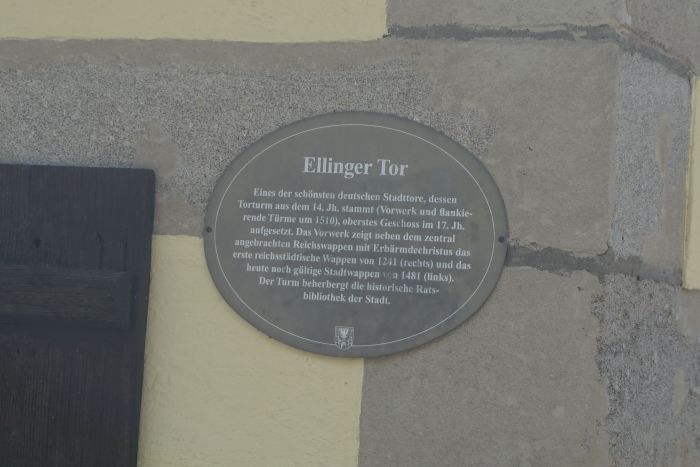 Ellinger Tor
Eines der schönsten deutschen Stadttore, dessen
Torturm aus dem 14. Jh. stammt (Vorwerk und flankie-
rende Türme um 1510), oberstes Geschoss im 17. Jh.
aufgesetzt. Das Vorwerk zeigt neben dem zentral
angebrachten Reichswappen mit Erbärmdechristus das
erste reichsstädtische Wappen von 1241 (rechts) und das
heute noch gültige Stadtwappen von 1481 (links).
Der Turm beherbergt die historische Rats-
bibliothek der Stadt.